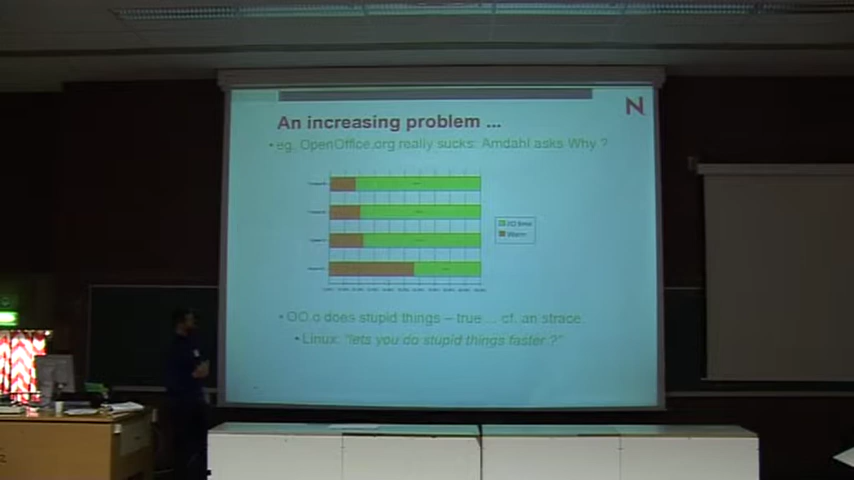 N
An increasing problem ...
• eg. OpenOffice.org really sucks: Amdahl asks Why ?
I/O time
Warm
• OO.o does stupid things – true... cf. an strace
• Linux: "lets you do stupid things faster ?"